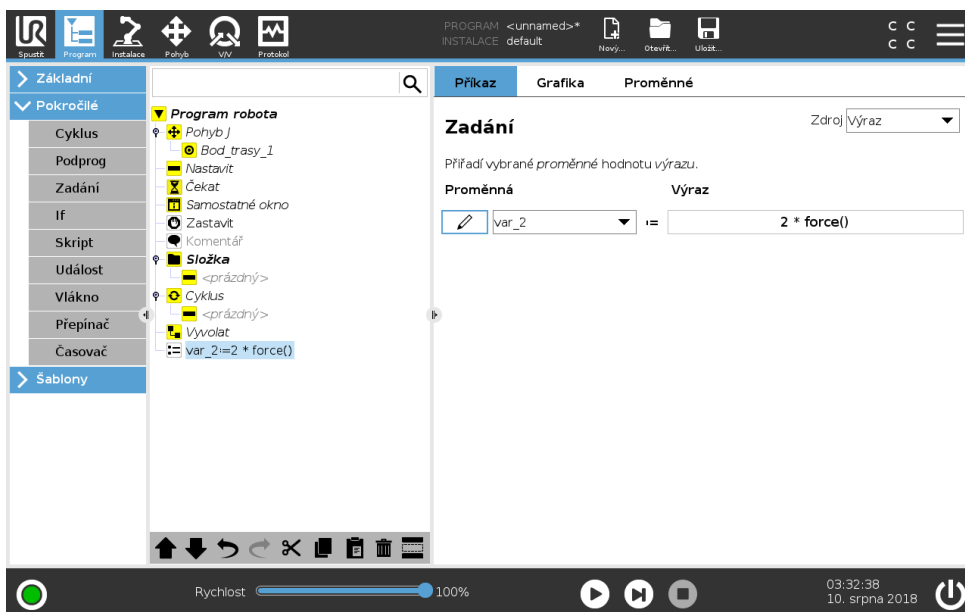 PROGRAM <unnamed>*
INSTALACE default
C C
C C
Spustit Program Instalace Pohyb V/V Protokol
Nový... Otevřít... Uložit...
Základní
Pokročilé
Cyklus
Podprog
Zadání
If
Skript
Událost
Vlákno
Přepínač
Časovač
Šablony
Program robota
Pohyb J
Bod_trasy_1
Nastavit
Čekat
Samostatné okno
Zastavit
Komentář
Složka
<prázdný>
Cyklus
<prázdný>
Vyvolat
var_2:=2 * force()
Příkaz Grafika Proměnné
Zadání
Zdroj Výraz
Přiřadí vybrané proměnné hodnotu výrazu.
Proměnná Výraz
var_2 := 2 * force()
Rychlost 100%
03:32:38
10. srpna 2018